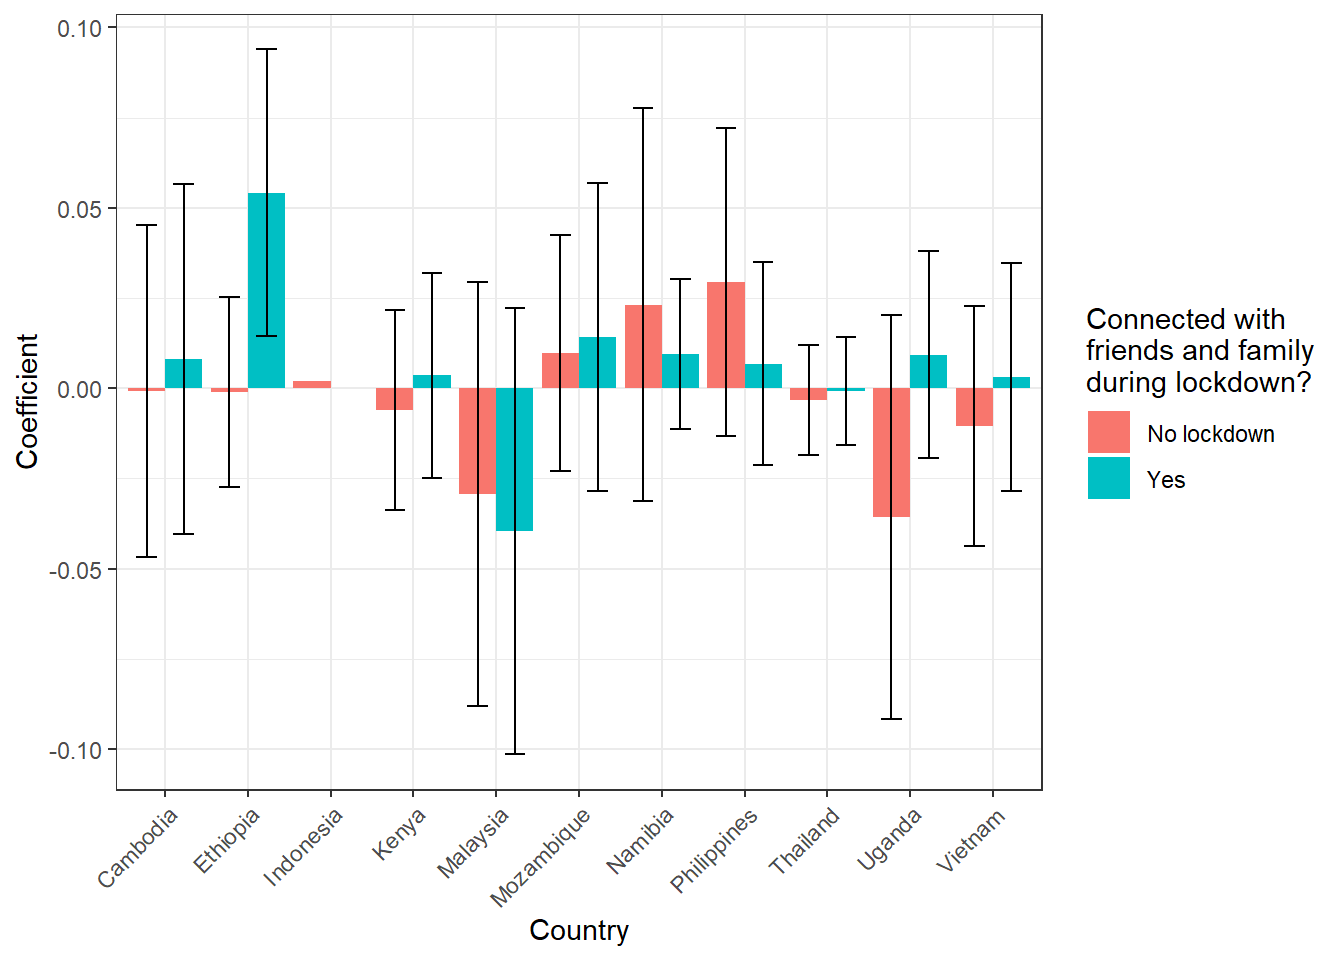 0.10
0.05
0.00
-0.05
-0.10
Coefficient
Cambodia
Ethiopia
Indonesia
Kenya
Malaysia
Mozambique
Namibia
Philippines
Thailand
Uganda
Vietnam
Country
Connected with
friends and family
during lockdown?
No lockdown
Yes